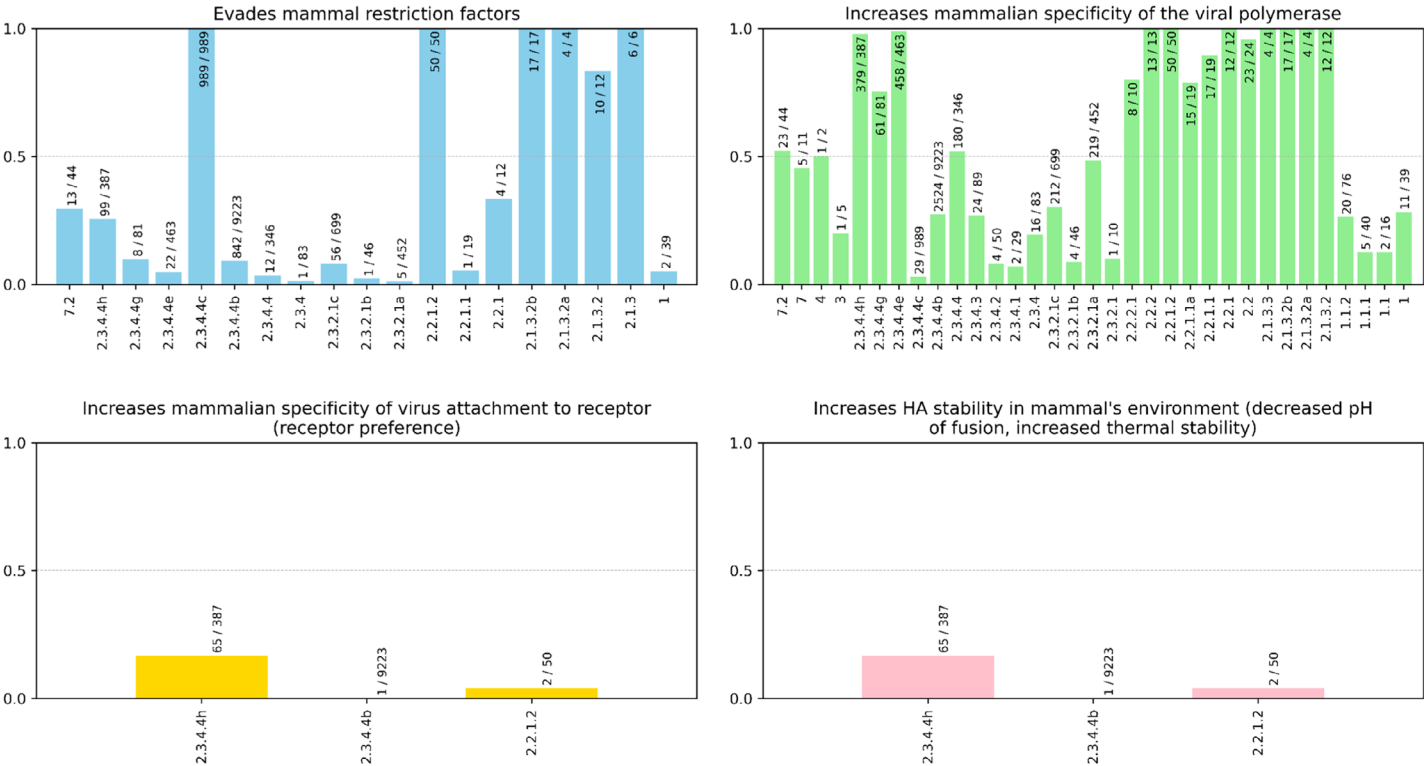 Evades mammal restriction factors
1.0
0.5
0.0
13 / 44
99 / 387
8 / 81
22 / 463
989 / 989
842 / 9223
12 / 346
1 / 83
56 / 699
1 / 46
5 / 452
50 / 50
1 / 19
4 / 12
17 / 17
4 / 4
10 / 12
6 / 6
2 / 39
7.2
2.3.4.4h
2.3.4.4g
2.3.4.4e
2.3.4.4c
2.3.4.4b
2.3.4.4
2.3.4
2.3.2.1c
2.3.2.1b
2.3.2.1a
2.2.1.2
2.2.1.1
2.2.1
2.1.3.2b
2.1.3.2a
2.1.3.2
2.1.3
1
Increases mammalian specificity of the viral polymerase
1.0
0.5
0.0
23 / 44
5 / 11
1 / 2
1 / 5
379 / 387
61 / 81
458 / 463
29 / 989
2524 / 9223
180 / 346
24 / 89
4 / 50
2 / 29
16 / 83
212 / 699
4 / 46
219 / 452
1 / 10
8 / 10
13 / 13
50 / 50
15 / 19
17 / 19
12 / 12
23 / 24
4 / 4
17 / 17
4 / 4
12 / 12
20 / 76
5 / 40
2 / 16
11 / 39
7.2
7
4
3
2.3.4.4h
2.3.4.4g
2.3.4.4e
2.3.4.4c
2.3.4.4b
2.3.4.4
2.3.4.3
2.3.4.2
2.3.4.1
2.3.4
2.3.2.1c
2.3.2.1b
2.3.2.1a
2.3.2.1
2.2.2.1
2.2.2
2.2.1.2
2.2.1.1a
2.2.1.1
2.2.1
2.2
2.1.3.3
2.1.3.2b
2.1.3.2a
2.1.3.2
1.1.2
1.1.1
1.1
1
Increases mammalian specificity of virus attachment to receptor
(receptor preference)
1.0
0.5
0.0
65 / 387
1 / 9223
2 / 50
2.3.4.4h
2.3.4.4b
2.2.1.2
Increases HA stability in mammal's environment (decreased pH
of fusion, increased thermal stability)
1.0
0.5
0.0
65 / 387
1 / 9223
2 / 50
2.3.4.4h
2.3.4.4b
2.2.1.2